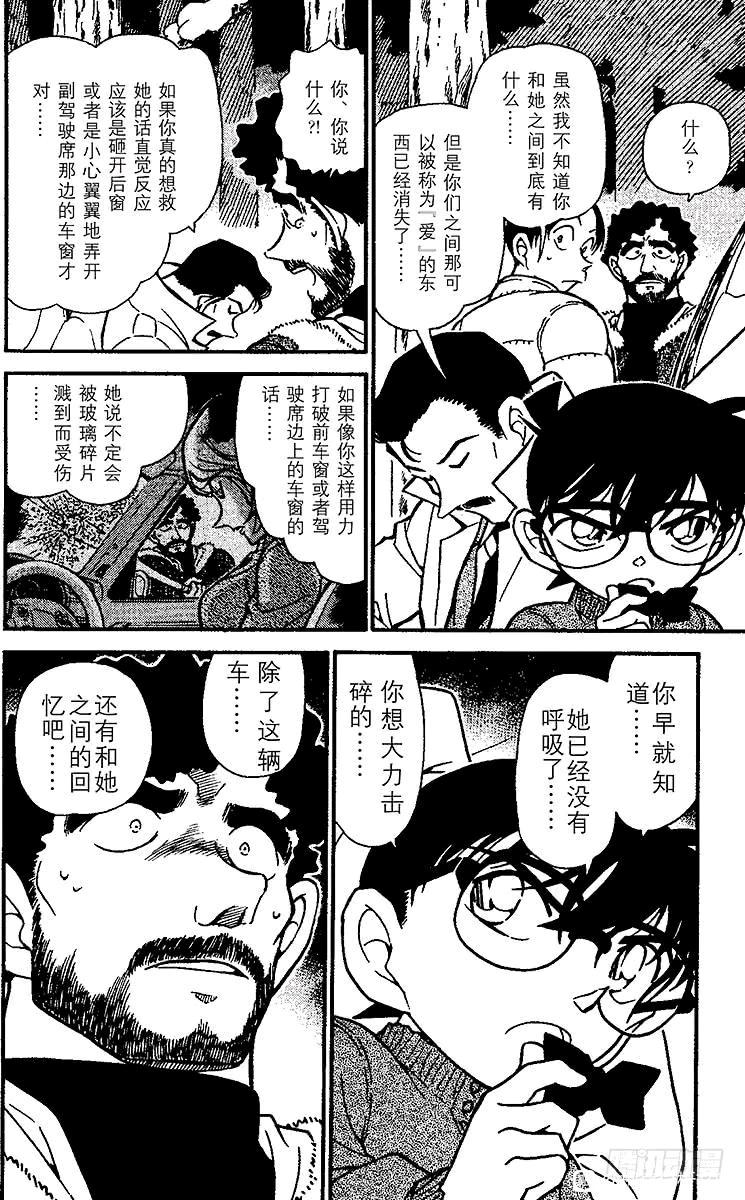 什么?
虽然我不知道你
和她之间到底有
什么……
但是你们之间那可
以被称为『爱』的东
西已经消失了……
你、你说
什么?!
如果你真的想救
她的话直觉反应
应该是砸开后窗
或者是小心翼翼地弄开
副驾驶席那边的车窗才
对……
如果像你这样用力
打破前车窗或者驾
驶席边上的车窗的
话……
她说不定会
被玻璃碎片
溅到而受伤
……
你早就知
道……
她已经没有
呼吸了……
你想大力击
碎的……
除了这辆
车……
还有和她
之间的回
忆吧……
腾讯动漫